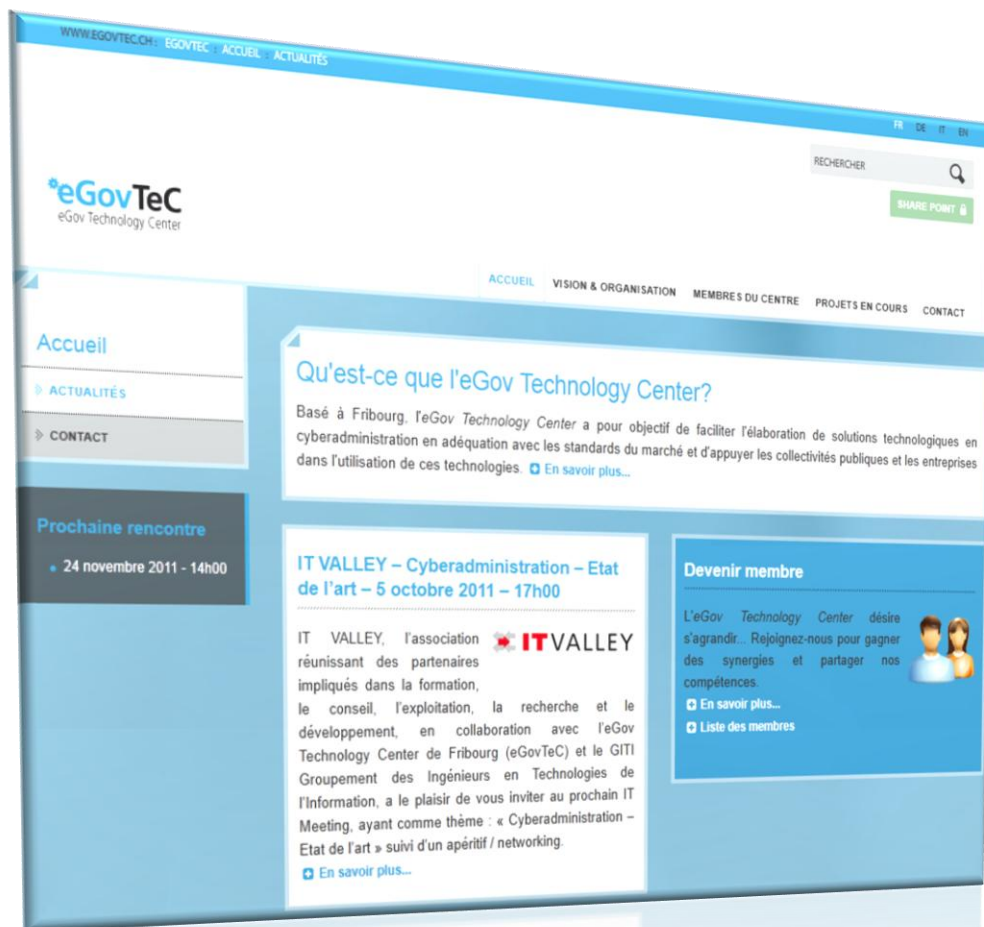 WWW.EGOVTEC.CH : EGOVTEC : ACCUEIL : ACTUALITÉS
FR DE IT EN
RECHERCHER
SHARE POINT
eGovTeC
eGov Technology Center
ACCUEIL VISION & ORGANISATION MEMBRES DU CENTRE PROJETS EN COURS CONTACT
Accueil
ACTUALITÉS
CONTACT
Prochaine rencontre
24 novembre 2011 - 14h00
Qu'est-ce que l'eGov Technology Center?
Basé à Fribourg, l'eGov Technology Center a pour objectif de faciliter l'élaboration de solutions technologiques en
cyberadministration en adéquation avec les standards du marché et d'appuyer les collectivités publiques et les entreprises
dans l'utilisation de ces technologies. En savoir plus...
IT VALLEY – Cyberadministration – Etat
de l'art – 5 octobre 2011 – 17h00
IT VALLEY, l'association
réunissant des partenaires
impliqués dans la formation,
ITVALLEY
le conseil, l'exploitation, la recherche et le
développement, en collaboration avec l'eGov
Technology Center de Fribourg (eGovTeC) et le GITI
Groupement des Ingénieurs en Technologies de
l'Information, a le plaisir de vous inviter au prochain IT
Meeting, ayant comme thème : « Cyberadministration –
Etat de l'art » suivi d'un apéritif / networking.
En savoir plus...
Devenir membre
L'eGov Technology Center désire
s'agrandir... Rejoignez-nous pour gagner
des synergies et partager nos
compétences.
En savoir plus...
Liste des membres